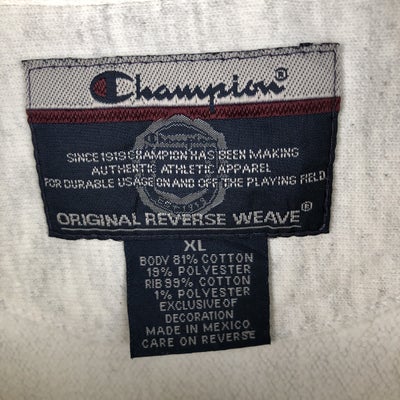 Champion®
SINCE 1919 CHAMPION HAS BEEN MAKING
AUTHENTIC ATHLETIC APPAREL
FOR DURABLE USAGE ON AND OFF THE PLAYING FIELD.
ORIGINAL REVERSE WEAVE®
XL
BODY 81% COTTON
19% POLYESTER
RIB 99% COTTON
1% POLYESTER
EXCLUSIVE OF
DECORATION
MADE IN MEXICO
CARE ON REVERSE